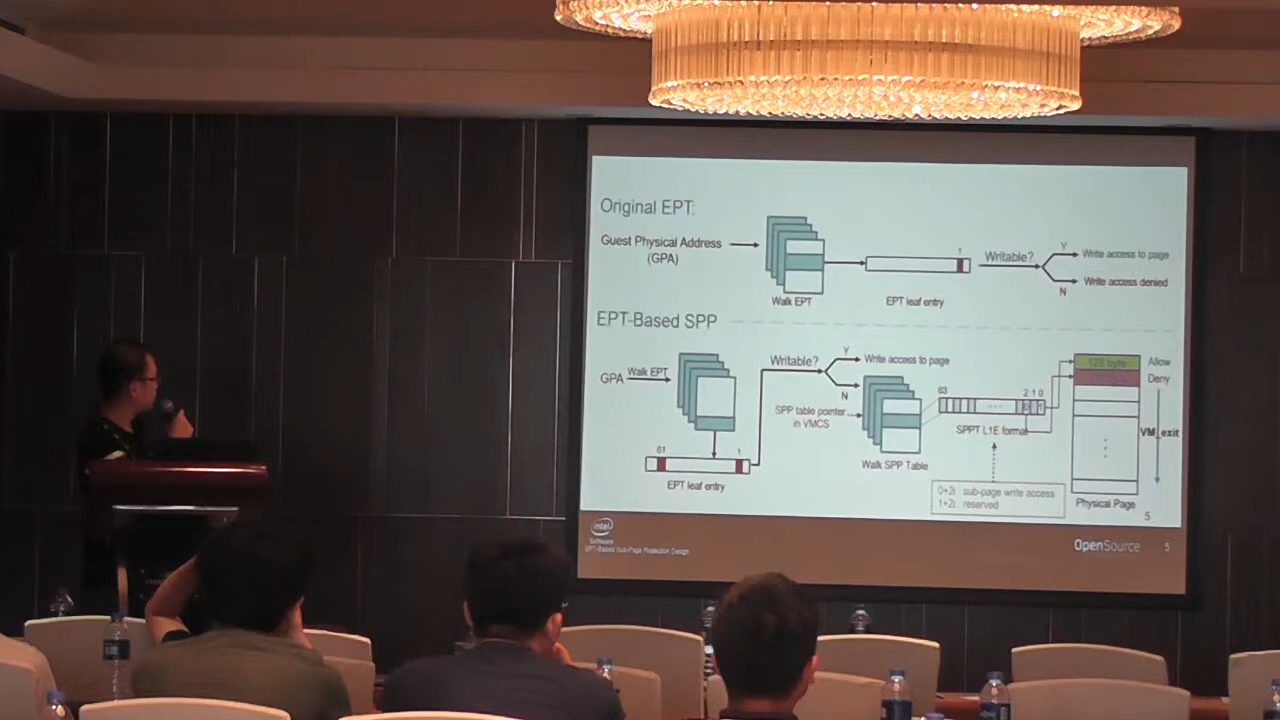 Original EPT:
Guest Physical Address
(GPA)
Walk EPT
1
EPT leaf entry
Writable?
Y
Write access to page
N
Write access denied
EPT-Based SPP
GPA
Walk EPT
61
1
EPT leaf entry
Writable?
Y
Write access to page
N
SPP table pointer
in VMCS
Walk SPP Table
63
2 1 0
0
1
SPPT L1E format
0+2i sub-page write access
1+2i reserved
128 byte
Allow
Deny
VM exit
Physical Page
5
intel
Software
EPT-Based Sub-Page Protection Design
OpenSource
5